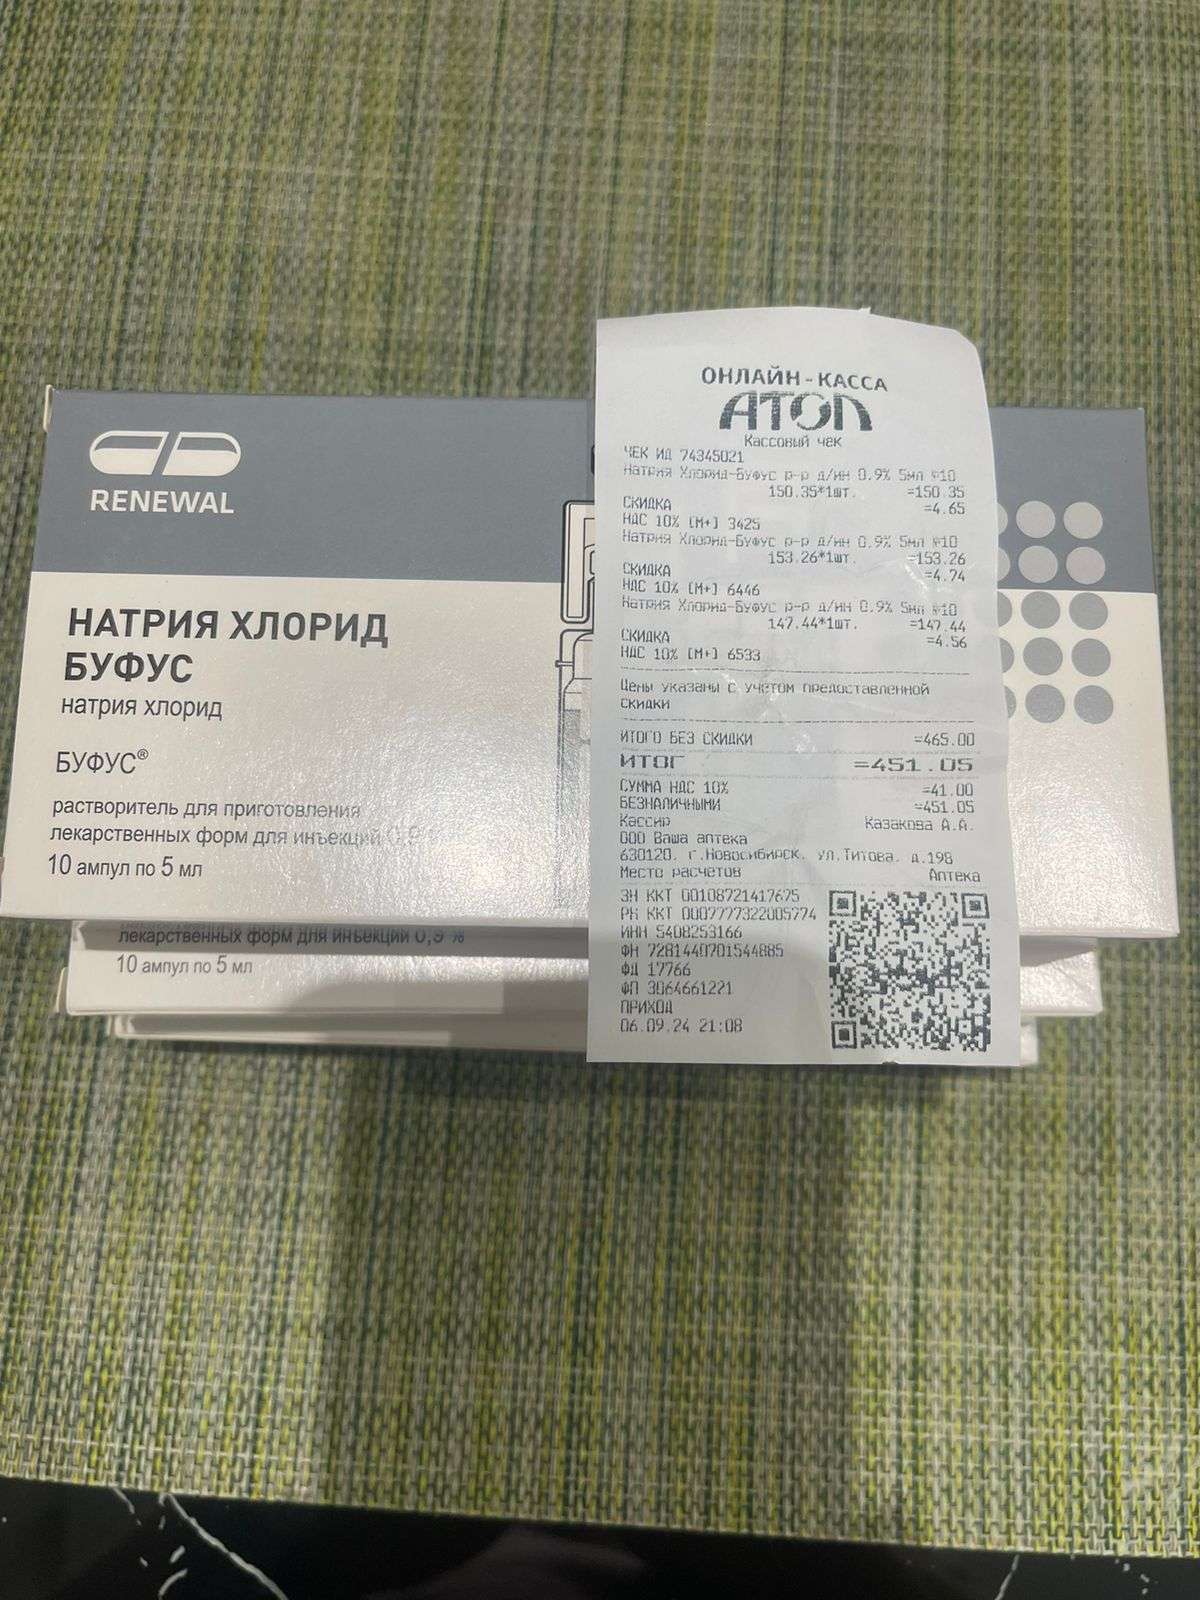 RENEWAL
НАТРИЯ ХЛОРИД
БУФУС
натрия хлорид
БУФУС®
растворитель для приготовления
лекарственных форм для инъекций 0,9
10 ампул по 5 мл
лекарственных форм для инъекций 0,9 %
10 ампул по 5 мл
ОНЛАЙН-КАССА
АТОЛ
Кассовый чек
ЧЕК ИД 74345021
Натрия Хлорид-Буфус р-р д/ин 0.9% 5мл №10
150.35*1шт. =150.35
СКИДКА =4.65
НДС 10% [М+] 3425
Натрия Хлорид-Буфус р-р д/ин 0.9% 5мл №10
153.26*1шт. =153.26
СКИДКА =4.74
НДС 10% [М+] 6446
Натрия Хлорид-Буфус р-р д/ин 0.9% 5мл №10
147.44*1шт. =147.44
СКИДКА =4.56
НДС 10% [М+] 6533
Цены указаны с учетом предоставленной
скидки
ИТОГО БЕЗ СКИДКИ =465.00
ИТОГ =451.05
СУММА НДС 10% =41.00
БЕЗНАЛИЧНЫМИ =451.05
Кассир Казакова А.А.
ООО Ваша аптека
630120, г.Новосибирск, ул.Титова, д.198
Место расчетов Аптека
ЗН ККТ 00108721417675
РН ККТ 0007777322005774
ИНН 5408253166
ФН 7281440701544885
ФД 17766
ФП 3064661221
ПРИХОД
06.09.24 21:08